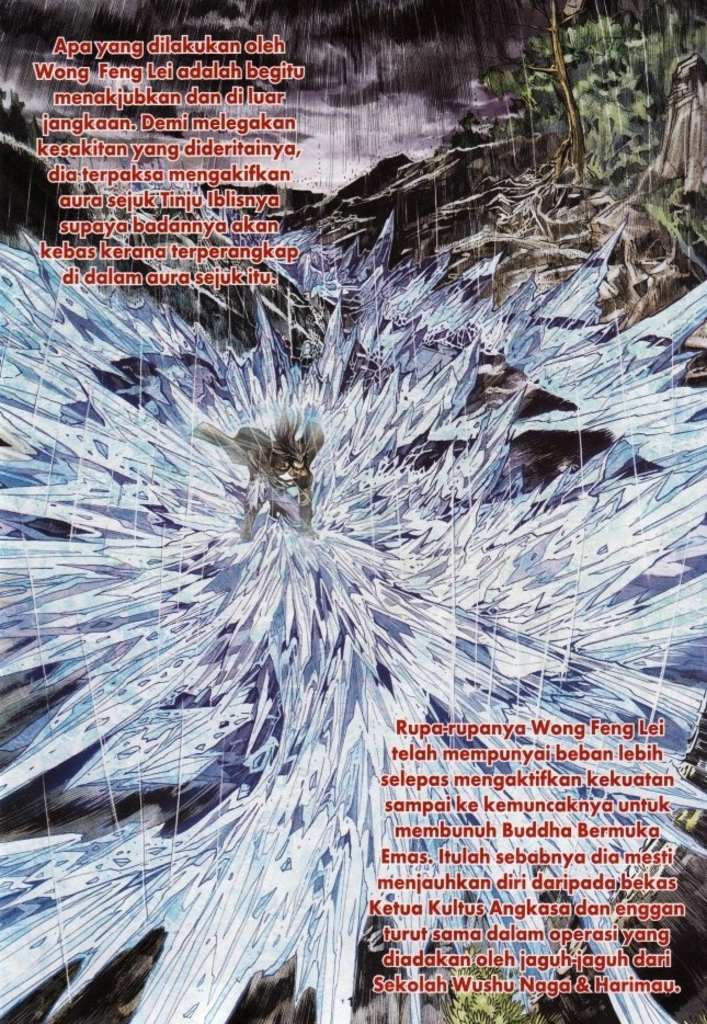 Apa yang dilakukan oleh
Wong Feng Lei adalah begitu
menakjubkan dan di luar
jangkaan. Demi melegakan
kesakitan yang dideritainya,
dia terpaksa mengakifkan
aura sejuk Tinju Iblisnya
supaya badannya akan
kebas kerana terperangkap
di dalam aura sejuk itu.
Rupa-rupanya Wong Feng Lei
telah mempunyai beban lebih
selepas mengaktifkan kekuatan
sampai ke kemuncaknya untuk
membunuh Buddha Bermuka
Emas. Itulah sebabnya dia mesti
menjauhkan diri daripada bekas
Ketua Kultus Angkasa dan enggan
turut sama dalam operasi yang
diadakan oleh jaguh-jaguh dari
Sekolah Wushu Naga & Harimau.